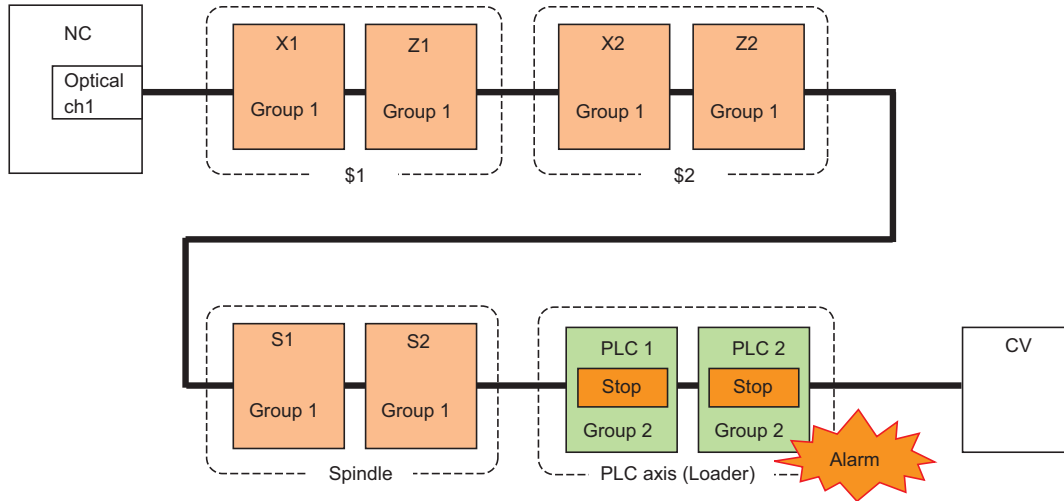 NC
Optical
ch1
X1
Group 1
Z1
Group 1
$1
X2
Group 1
Z2
Group 1
$2
S1
Group 1
S2
Group 1
Spindle
PLC 1
Stop
Group 2
PLC 2
Stop
Group 2
Alarm
PLC axis (Loader)
CV